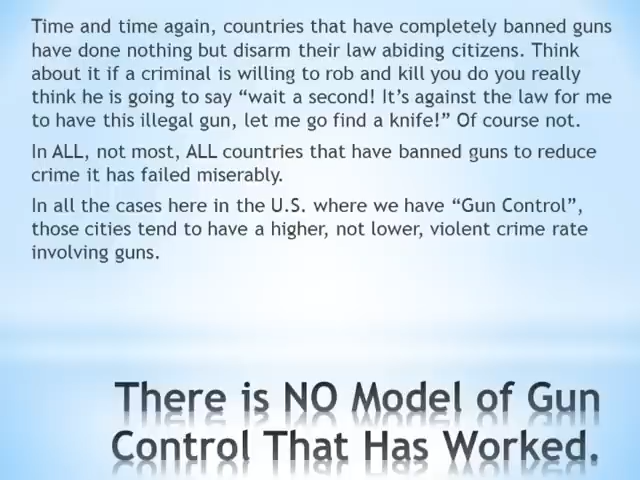 Time and time again, countries that have completely banned guns
have done nothing but disarm their law abiding citizens. Think
about it if a criminal is willing to rob and kill you do you really
think he is going to say “wait a second! It’s against the law for me
to have this illegal gun, let me go find a knife!” Of course not.
In ALL, not most, ALL countries that have banned guns to reduce
crime it has failed miserably.
In all the cases here in the U.S. where we have “Gun Control”,
those cities tend to have a higher, not lower, violent crime rate
involving guns.
There is NO Model of Gun
Control That Has Worked.